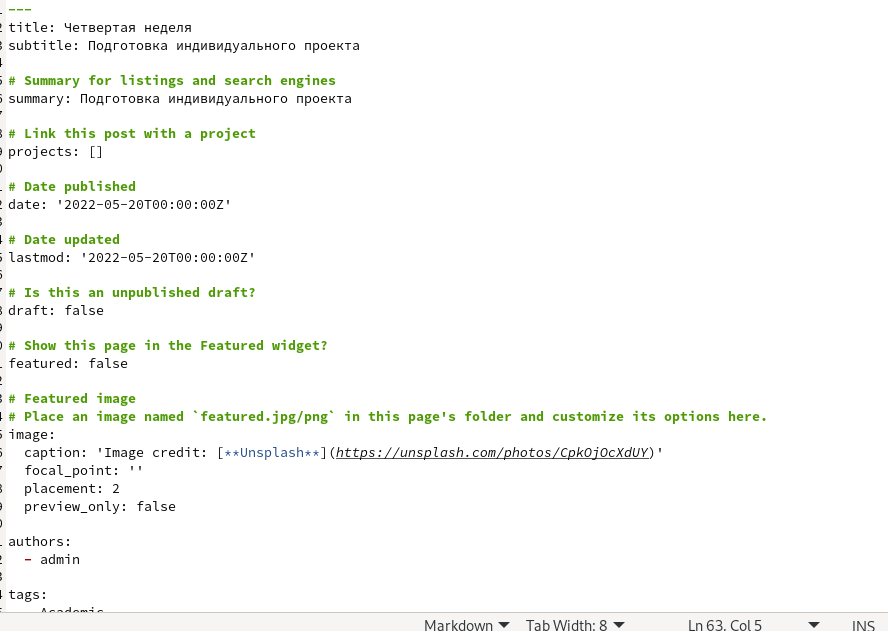 ---
title: Четвертая неделя
subtitle: Подготовка индивидуального проекта
# Summary for listings and search engines
summary: Подготовка индивидуального проекта
# Link this post with a project
projects: []
# Date published
date: '2022-05-20T00:00:00Z'
# Date updated
lastmod: '2022-05-20T00:00:00Z'
# Is this an unpublished draft?
draft: false
# Show this page in the Featured widget?
featured: false
# Featured image
# Place an image named `featured.jpg/png` in this page's folder and customize its options here.
image:
  caption: 'Image credit: [**Unsplash**](https://unsplash.com/photos/CpkOjOcXdUY)'
  focal_point: ''
  placement: 2
  preview_only: false
authors:
  - admin
tags:
  - Academic
Markdown Tab Width: 8 Ln 63, Col 5 INS